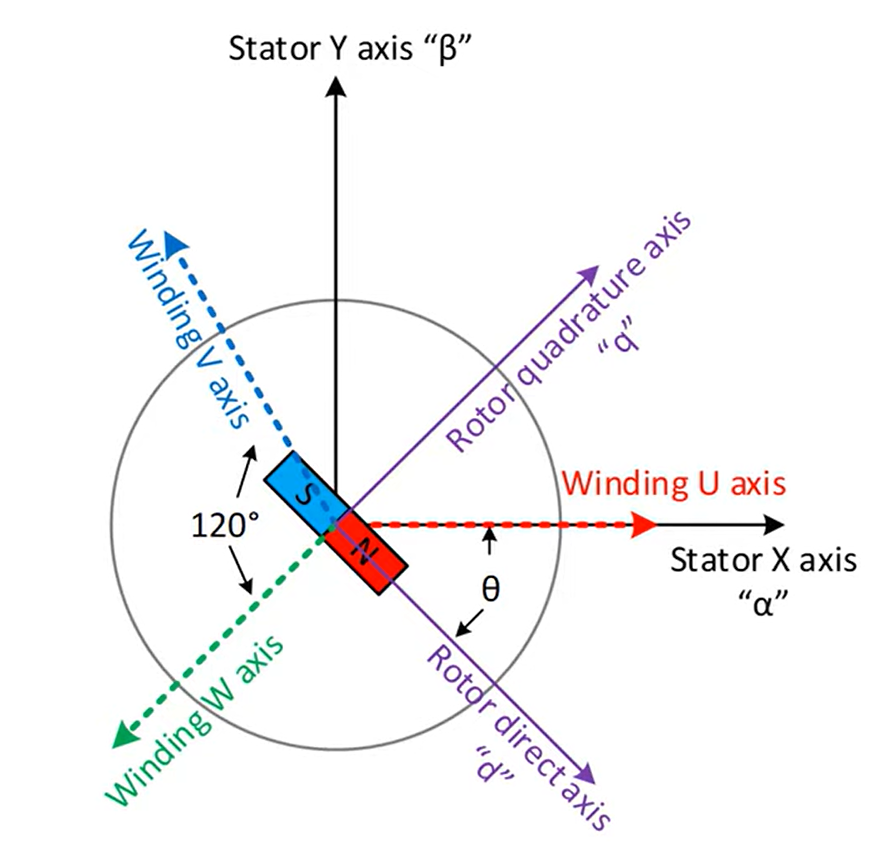 Stator Y axis “β”
Winding V axis
Rotor quadrature axis
“q”
S
N
Winding U axis
120°
Stator X axis
“α”
θ
Winding W axis
Rotor direct axis
“d”